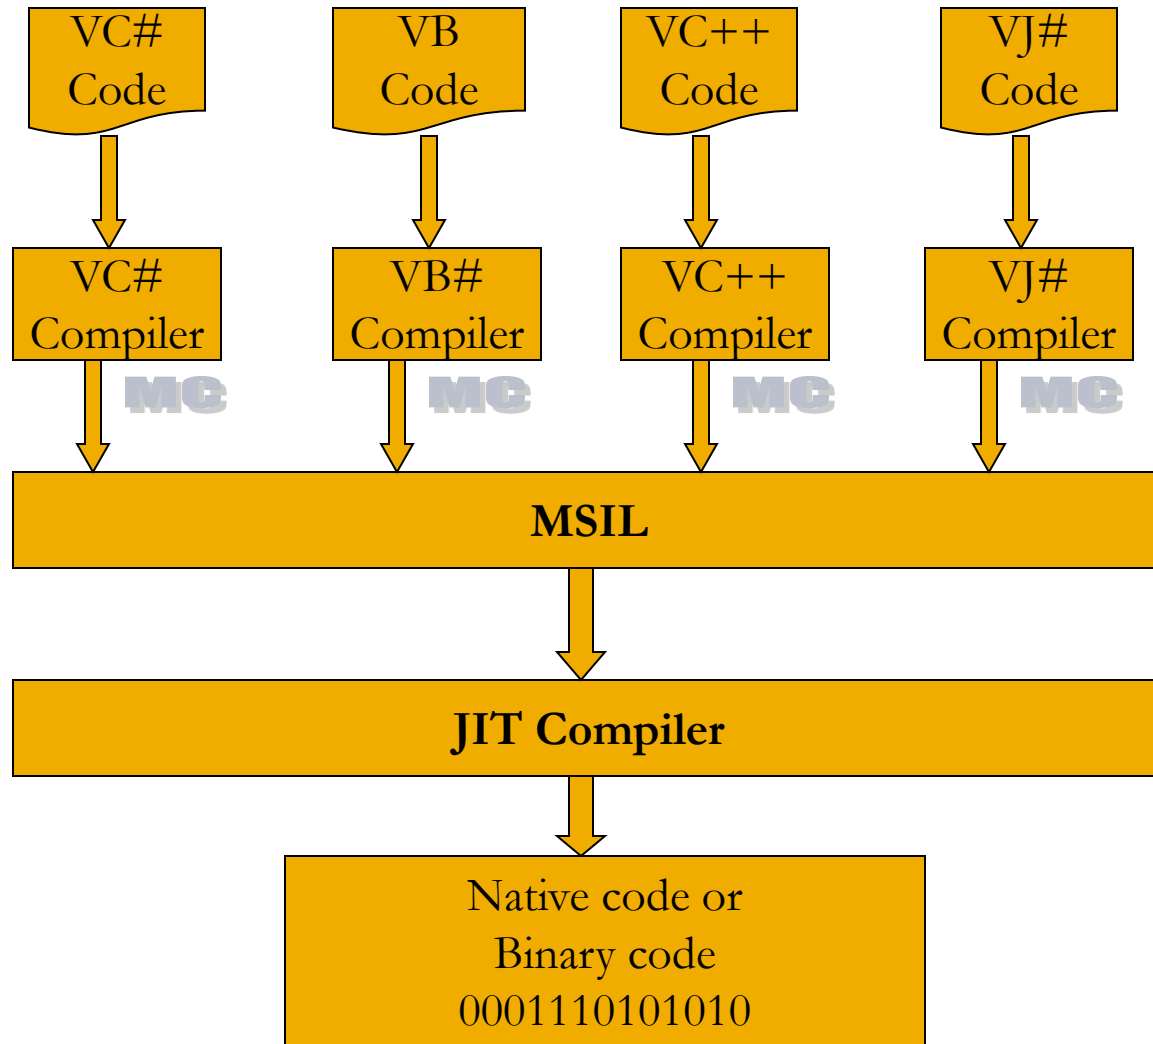 VC#
Code
VB
Code
VC++
Code
VJ#
Code
VC#
Compiler
VB#
Compiler
VC++
Compiler
VJ#
Compiler
MC
MC
MC
MC
MSIL
JIT Compiler
Native code or
Binary code
0001110101010